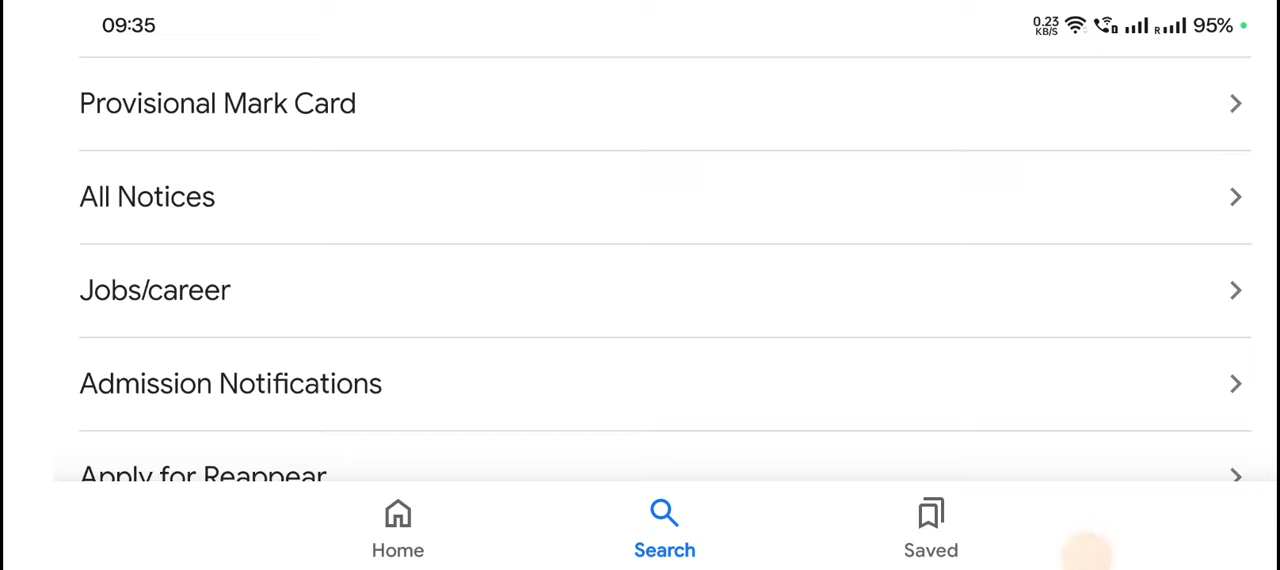 09:35
0.23 KB/S R 95%
Provisional Mark Card
All Notices
Jobs/career
Admission Notifications
Apply for Reappear
Home Search Saved